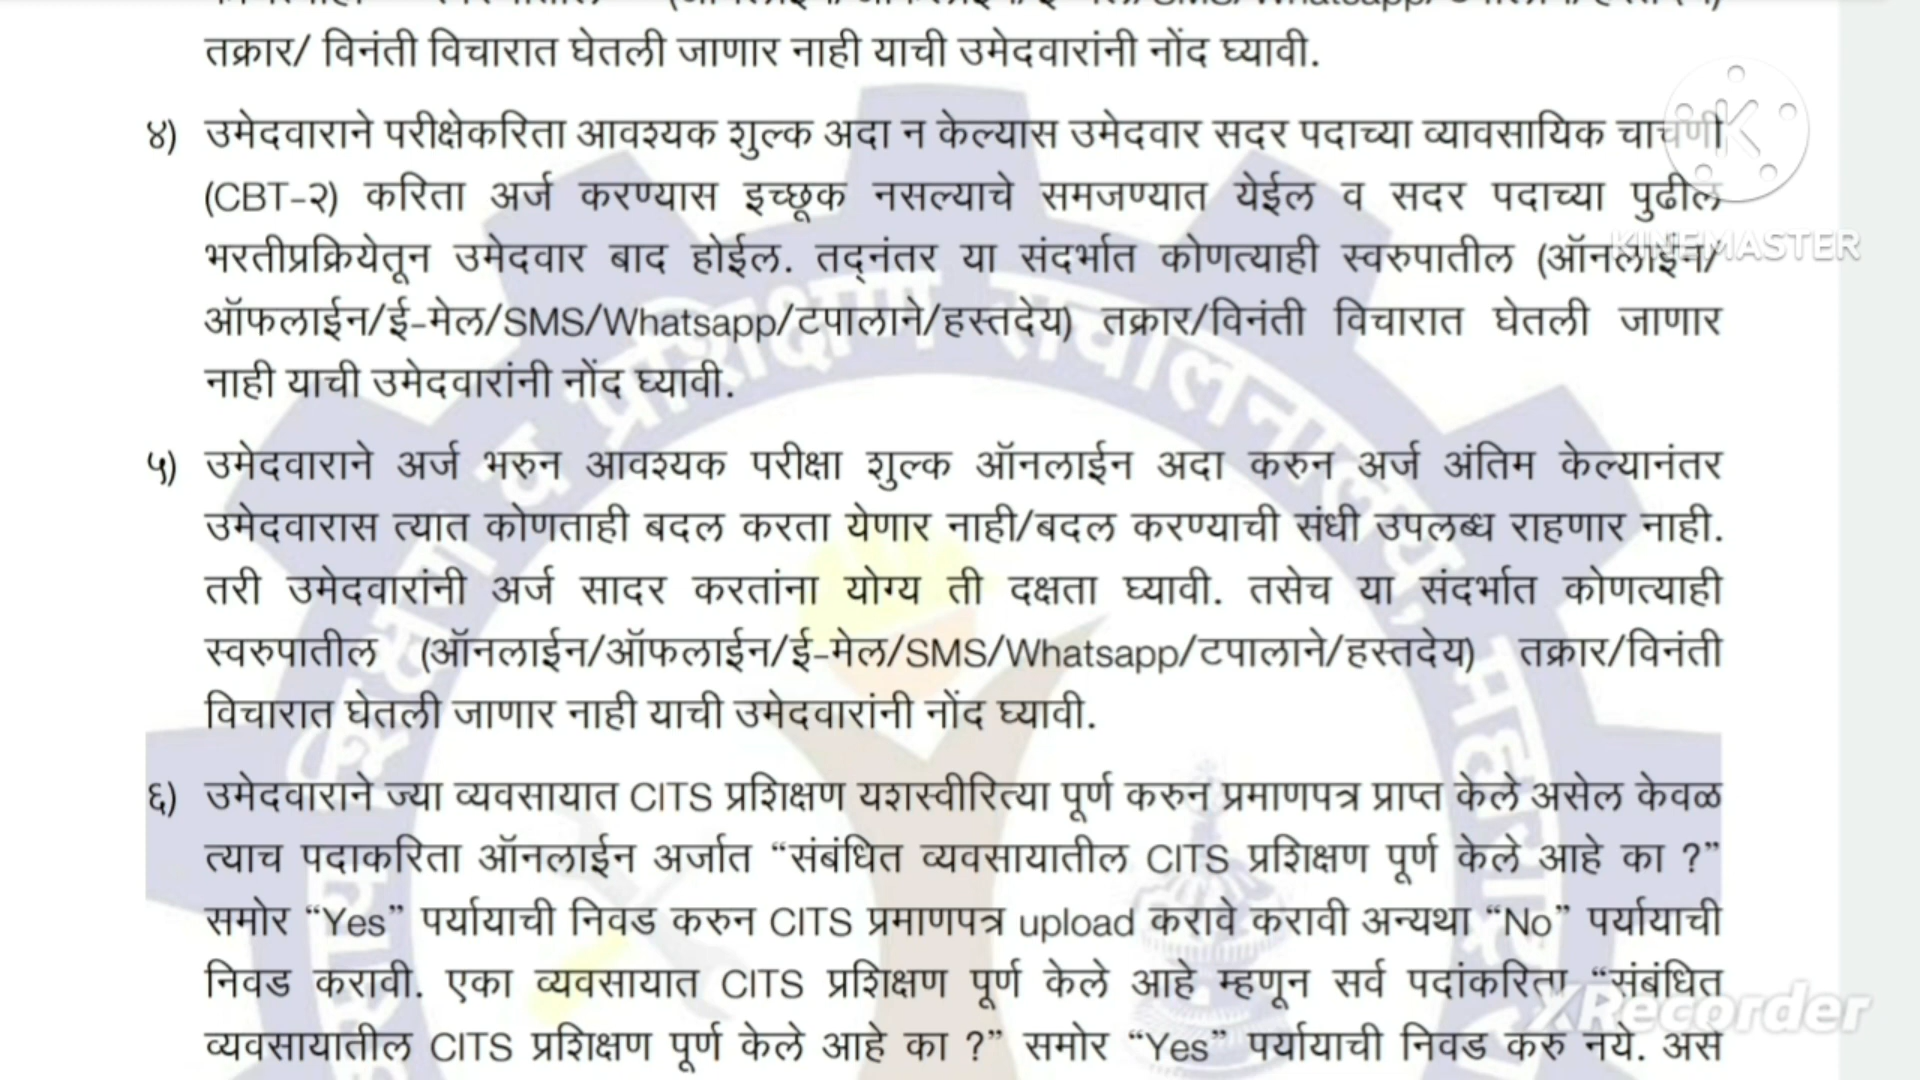 तक्रार/ विनंती विचारात घेतली जाणार नाही याची उमेदवारांनी नोंद घ्यावी.
४) उमेदवाराने परीक्षेकरिता आवश्यक शुल्क अदा न केल्यास उमेदवार सदर पदाच्या व्यावसायिक चाचणी
(CBT-२) करिता अर्ज करण्यास इच्छूक नसल्याचे समजण्यात येईल व सदर पदाच्या पुढील
भरतीप्रक्रियेतून उमेदवार बाद होईल. तद्नंतर या संदर्भात कोणत्याही स्वरुपातील (ऑनलाईन/
KINEMASTER
ऑफलाईन/ई-मेल/SMS/Whatsapp/टपालाने/हस्तदेय) तक्रार/विनंती विचारात घेतली जाणार
नाही याची उमेदवारांनी नोंद घ्यावी.
५) उमेदवाराने अर्ज भरुन आवश्यक परीक्षा शुल्क ऑनलाईन अदा करुन अर्ज अंतिम केल्यानंतर
उमेदवारास त्यात कोणताही बदल करता येणार नाही/बदल करण्याची संधी उपलब्ध राहणार नाही.
तरी उमेदवारांनी अर्ज सादर करतांना योग्य ती दक्षता घ्यावी. तसेच या संदर्भात कोणत्याही
स्वरुपातील (ऑनलाईन/ऑफलाईन/ई-मेल/SMS/Whatsapp/टपालाने/हस्तदेय) तक्रार/विनंती
विचारात घेतली जाणार नाही याची उमेदवारांनी नोंद घ्यावी.
६) उमेदवाराने ज्या व्यवसायात CITS प्रशिक्षण यशस्वीरित्या पूर्ण करुन प्रमाणपत्र प्राप्त केले असेल केवळ
त्याच पदाकरिता ऑनलाईन अर्जात “संबंधित व्यवसायातील CITS प्रशिक्षण पूर्ण केले आहे का ?”
समोर “Yes” पर्यायाची निवड करुन CITS प्रमाणपत्र upload करावे करावी अन्यथा “No” पर्यायाची
निवड करावी. एका व्यवसायात CITS प्रशिक्षण पूर्ण केले आहे म्हणून सर्व पदांकरिता “संबंधित
XRecorder
व्यवसायातील CITS प्रशिक्षण पूर्ण केले आहे का ?” समोर “Yes” पर्यायाची निवड करु नये. असे
व प्रशिक्षण संचालनालय, महाराष्ट्र